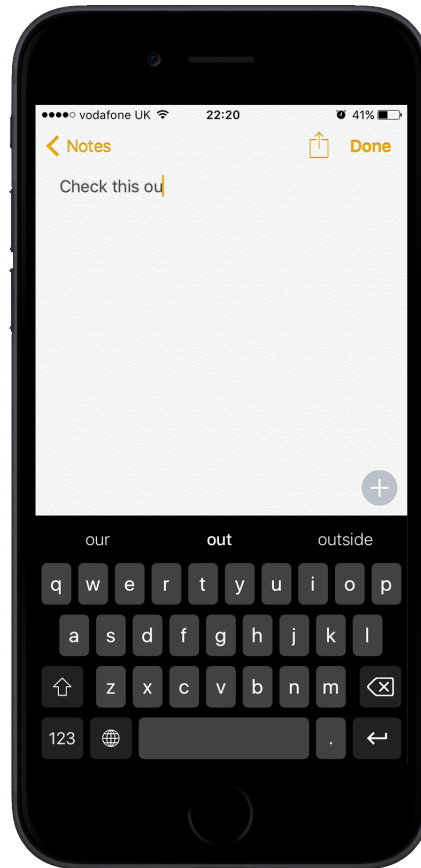 vodafone UK 22:20 41%
Notes Done
Check this ou
our out outside
q w e r t y u i o p
a s d f g h j k l
z x c v b n m
123 .